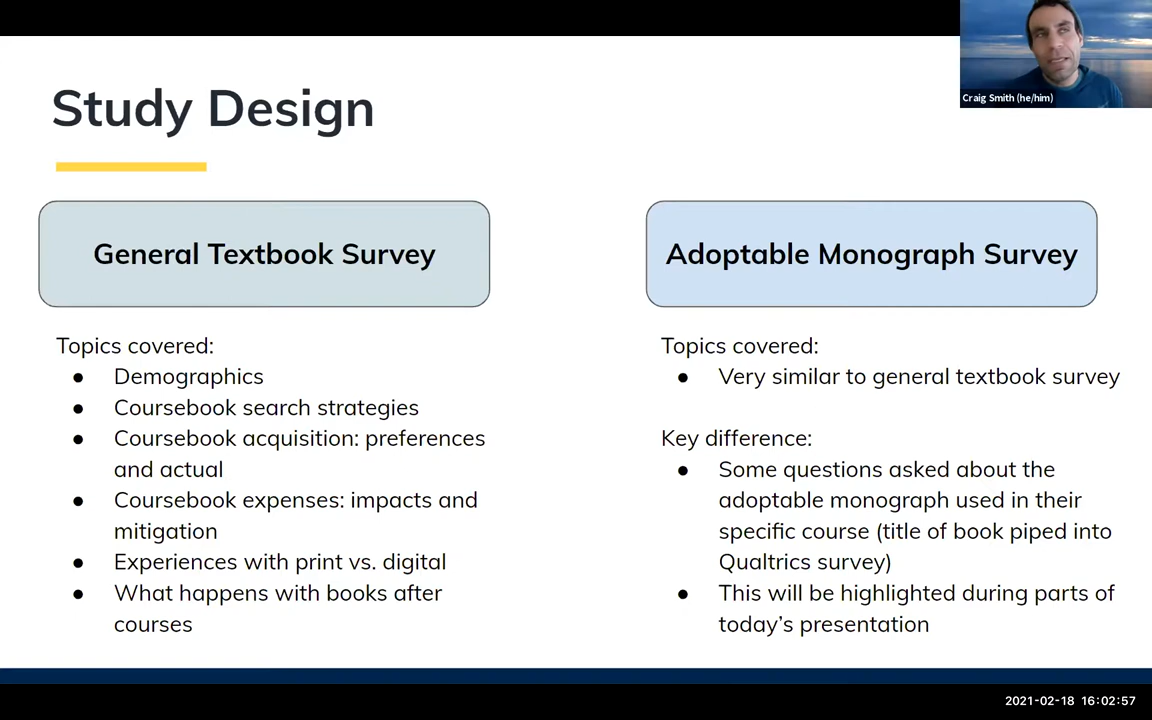 Craig Smith (he/him)
Study Design
General Textbook Survey
Topics covered:
● Demographics
● Coursebook search strategies
● Coursebook acquisition: preferences
and actual
● Coursebook expenses: impacts and
mitigation
● Experiences with print vs. digital
● What happens with books after
courses
Adoptable Monograph Survey
Topics covered:
● Very similar to general textbook survey
Key difference:
● Some questions asked about the
adoptable monograph used in their
specific course (title of book piped into
Qualtrics survey)
● This will be highlighted during parts of
today’s presentation
2021-02-18 16:02:57